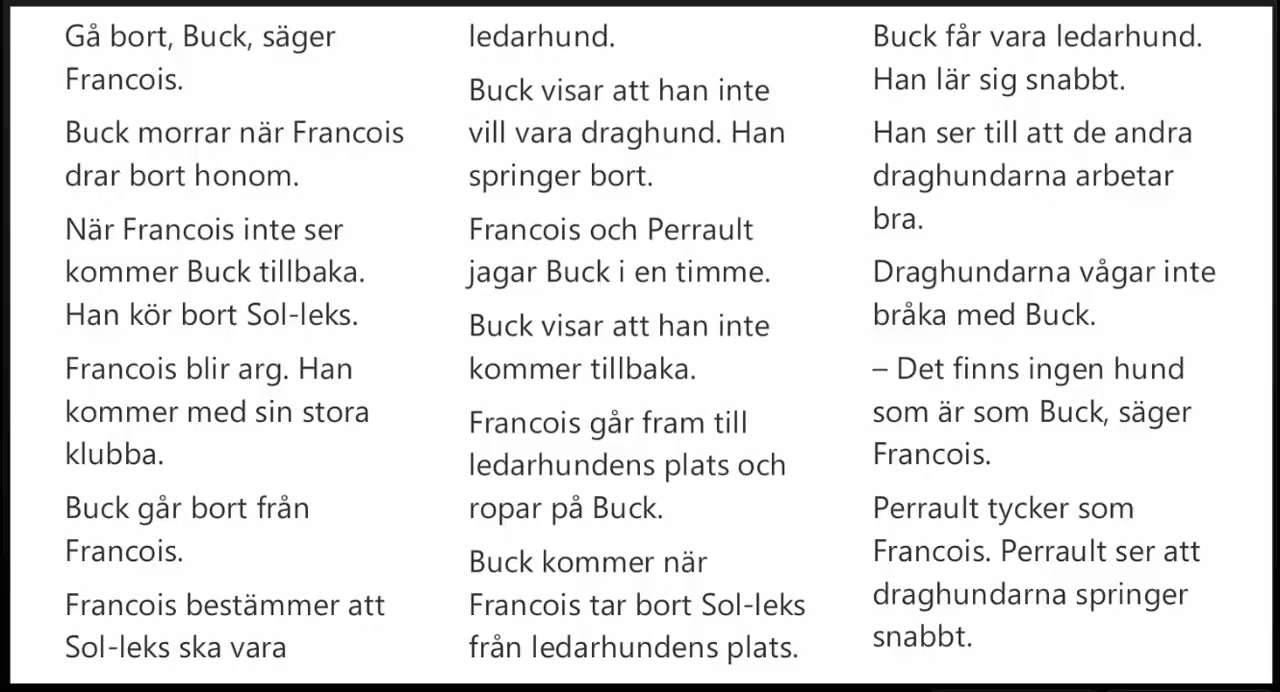 Gå bort, Buck, säger
Francois.
Buck morrar när Francois
drar bort honom.
När Francois inte ser
kommer Buck tillbaka.
Han kör bort Sol-leks.
Francois blir arg. Han
kommer med sin stora
klubba.
Buck går bort från
Francois.
Francois bestämmer att
Sol-leks ska vara
ledarhund.
Buck visar att han inte
vill vara draghund. Han
springer bort.
Francois och Perrault
jagar Buck i en timme.
Buck visar att han inte
kommer tillbaka.
Francois går fram till
ledarhundens plats och
ropar på Buck.
Buck kommer när
Francois tar bort Sol-leks
från ledarhundens plats.
Buck får vara ledarhund.
Han lär sig snabbt.
Han ser till att de andra
draghundarna arbetar
bra.
Draghundarna vågar inte
bråka med Buck.
– Det finns ingen hund
som är som Buck, säger
Francois.
Perrault tycker som
Francois. Perrault ser att
draghundarna springer
snabbt.